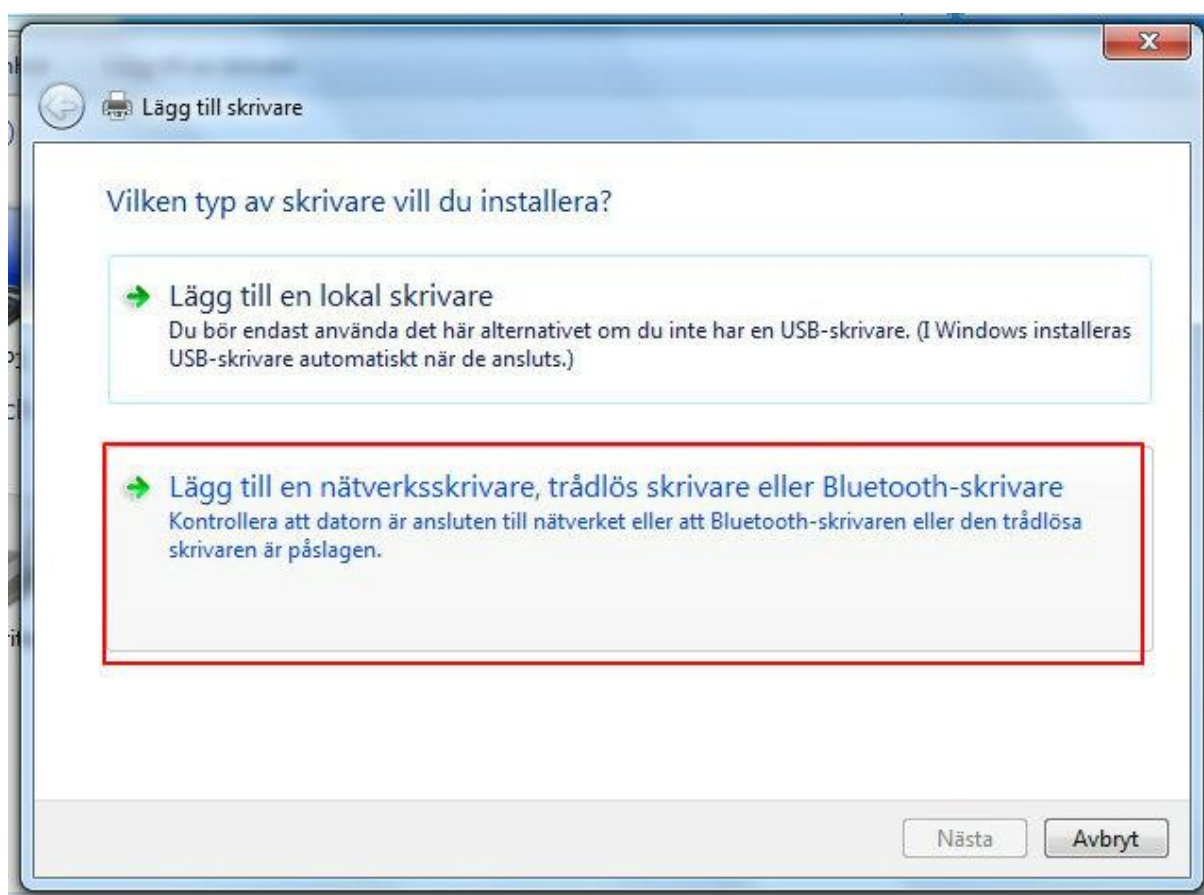 Lägg till skrivare
Vilken typ av skrivare vill du installera?
Lägg till en lokal skrivare
Du bör endast använda det här alternativet om du inte har en USB-skrivare. (I Windows installeras
USB-skrivare automatiskt när de ansluts.)
Lägg till en nätverksskrivare, trådlös skrivare eller Bluetooth-skrivare
Kontrollera att datorn är ansluten till nätverket eller att Bluetooth-skrivaren eller den trådlösa
skrivaren är påslagen.
Nästa
Avbryt